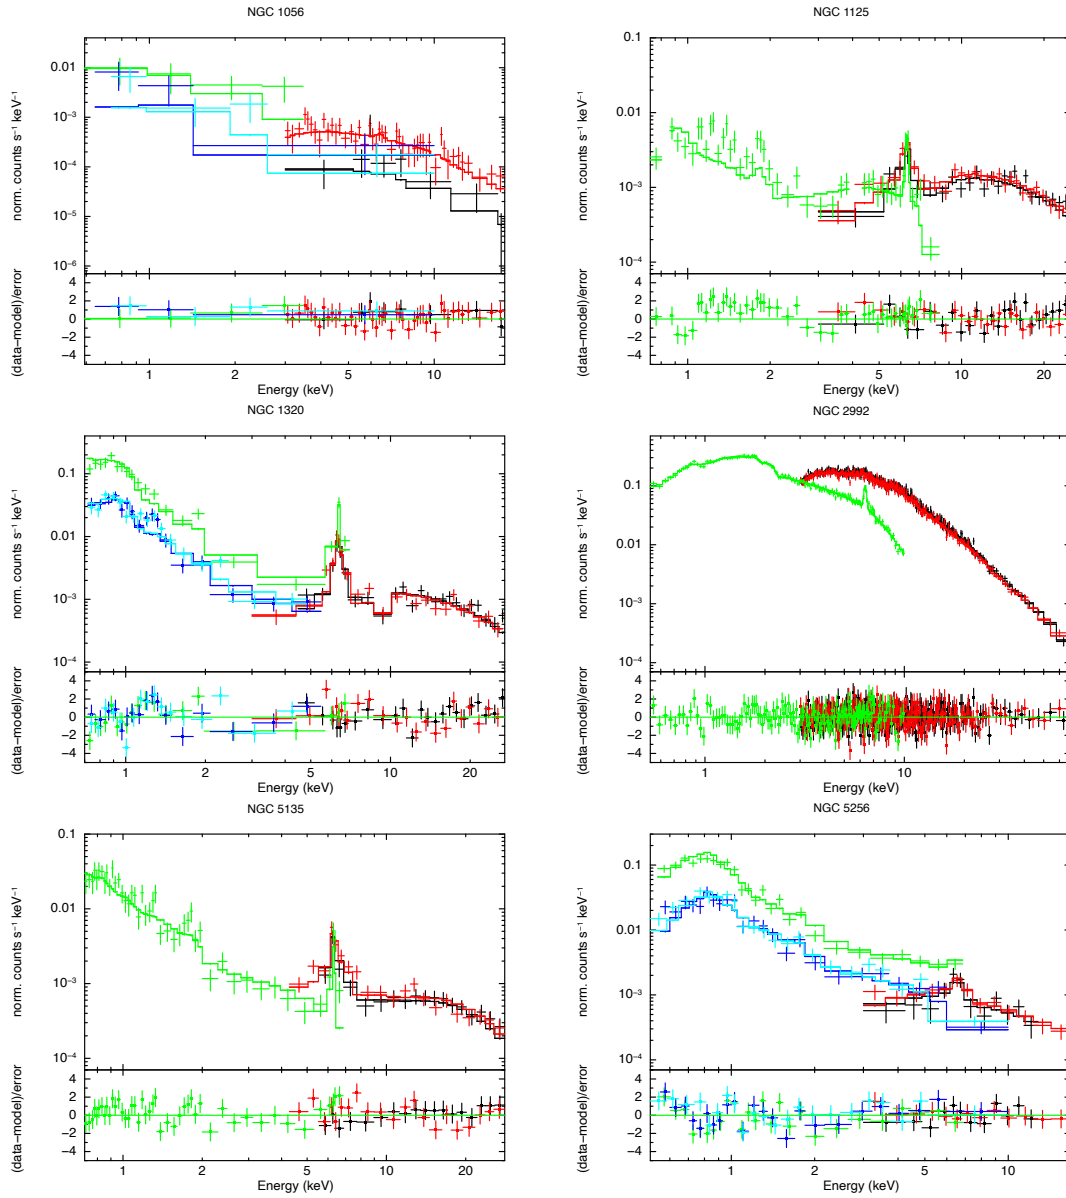 NGC 1056
norm. counts s⁻¹ keV⁻¹
0.01
10⁻³
10⁻⁴
10⁻⁵
10⁻⁶
(data−model)/error
4
2
0
−2
−4
1 2 5 10
Energy (keV)
NGC 1125
norm. counts s⁻¹ keV⁻¹
0.1
0.01
10⁻³
10⁻⁴
(data−model)/error
4
2
0
−2
−4
1 2 5 10 20
Energy (keV)
NGC 1320
norm. counts s⁻¹ keV⁻¹
0.1
0.01
10⁻³
10⁻⁴
(data−model)/error
4
2
0
−2
−4
1 2 5 10 20
Energy (keV)
NGC 2992
norm. counts s⁻¹ keV⁻¹
0.1
0.01
10⁻³
10⁻⁴
(data−model)/error
4
2
0
−2
−4
1 10
Energy (keV)
NGC 5135
norm. counts s⁻¹ keV⁻¹
0.1
0.01
10⁻³
10⁻⁴
(data−model)/error
4
2
0
−2
−4
1 2 5 10 20
Energy (keV)
NGC 5256
norm. counts s⁻¹ keV⁻¹
0.1
0.01
10⁻³
10⁻⁴
(data−model)/error
4
2
0
−2
−4
1 2 5 10
Energy (keV)